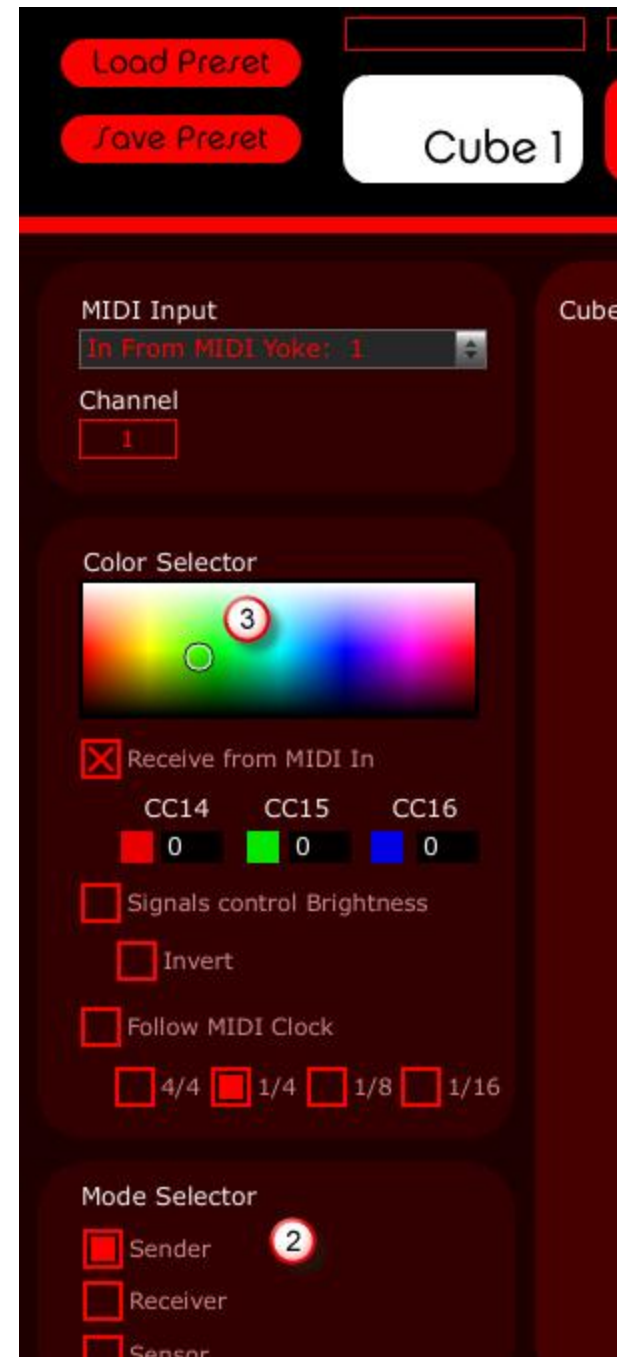 Load Preset
Save Preset
Cube 1
MIDI Input
In From MIDI Yoke: 1
Channel
1
Cube
Color Selector
3
Receive from MIDI In
CC14 CC15 CC16
0 0 0
Signals control Brightness
Invert
Follow MIDI Clock
4/4 1/4 1/8 1/16
Mode Selector
Sender 2
Receiver
Sensor